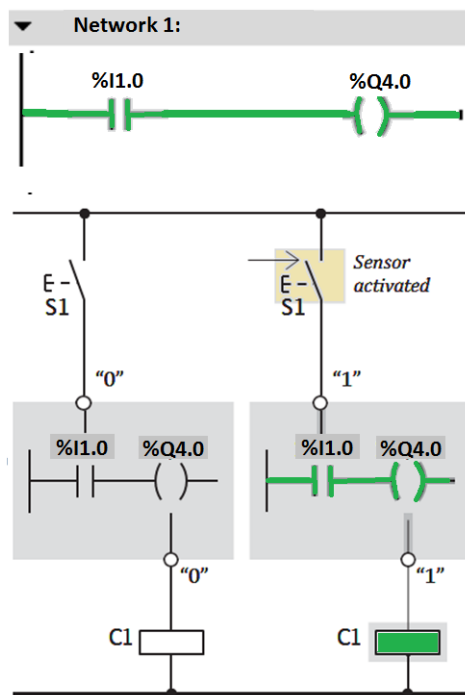 Network 1:
%I1.0 %Q4.0
E
S1
E
S1
Sensor
activated
"0" "1"
%I1.0 %Q4.0 %I1.0 %Q4.0
"0" "1"
C1 C1